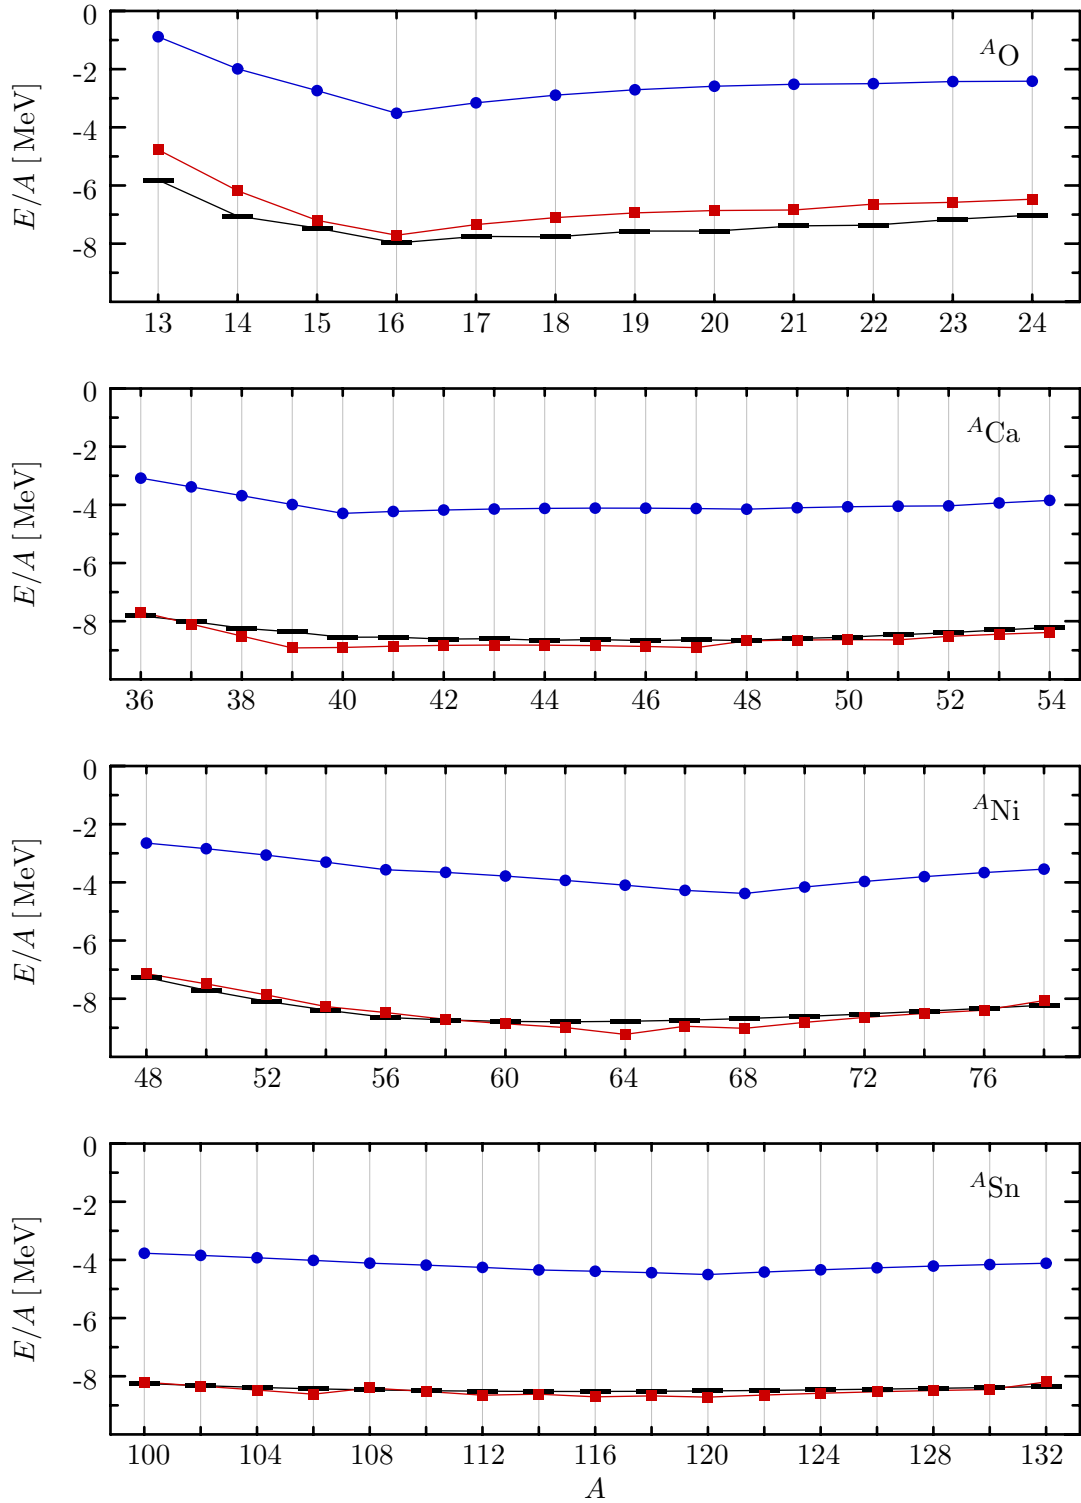 0
-2
-4
-6
-8
E/A [MeV]
ᴬO
13 14 15 16 17 18 19 20 21 22 23 24
0
-2
-4
-6
-8
E/A [MeV]
ᴬCa
36 38 40 42 44 46 48 50 52 54
0
-2
-4
-6
-8
E/A [MeV]
ᴬNi
48 52 56 60 64 68 72 76
0
-2
-4
-6
-8
E/A [MeV]
ᴬSn
100 104 108 112 116 120 124 128 132
A